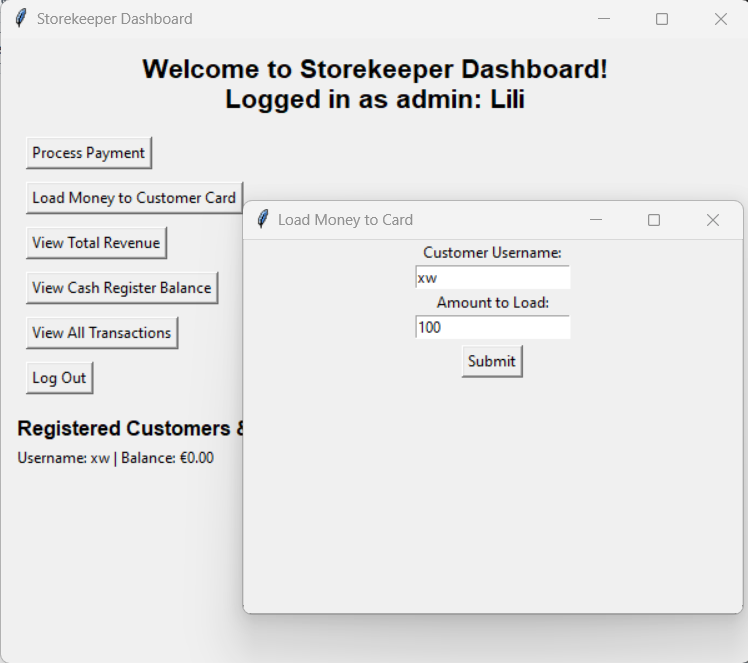 Storekeeper Dashboard
Welcome to Storekeeper Dashboard!
Logged in as admin: Lili
Process Payment
Load Money to Customer Card
View Total Revenue
View Cash Register Balance
View All Transactions
Log Out
Registered Customers &
Username: xw | Balance: €0.00
Load Money to Card
Customer Username:
xw
Amount to Load:
100
Submit